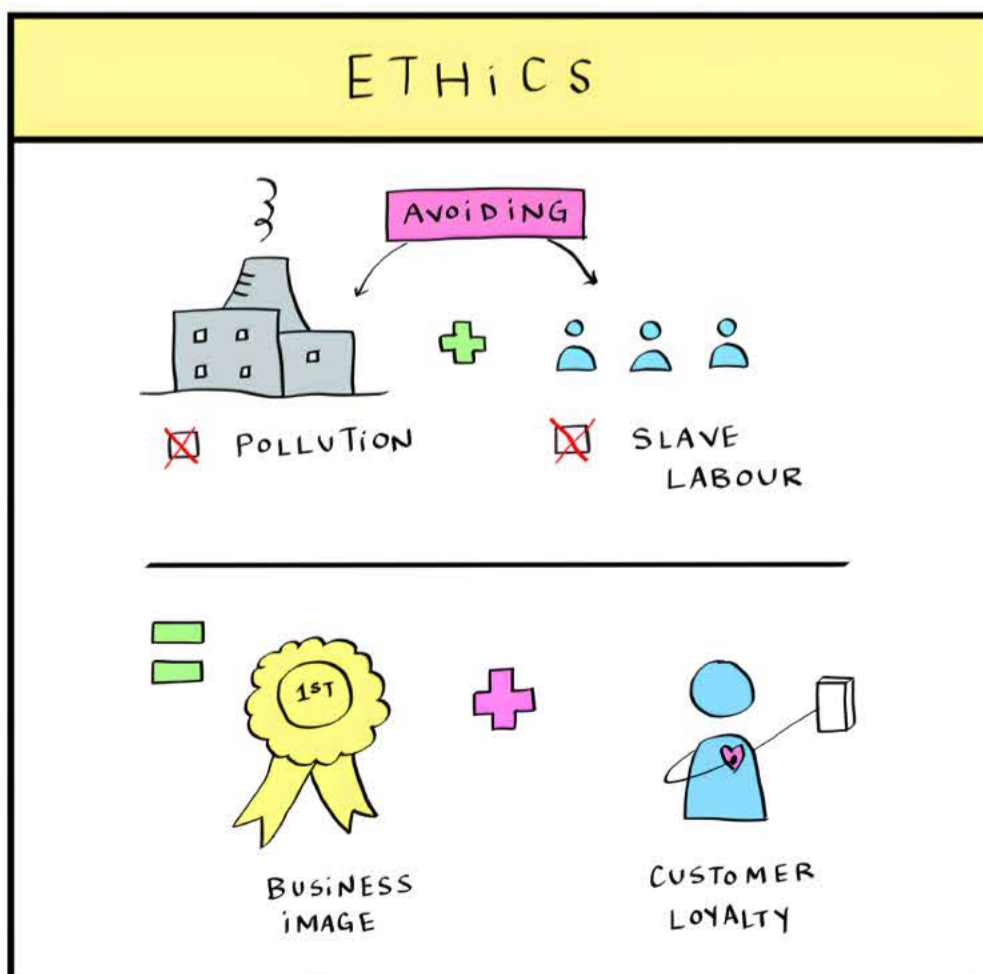 ETHiCS
AVOiDiNG
POLLUTiON
SLAVE
LABOUR
1ST
BUSiNESS
iMAGE
CUSTOMER
LOYALTY